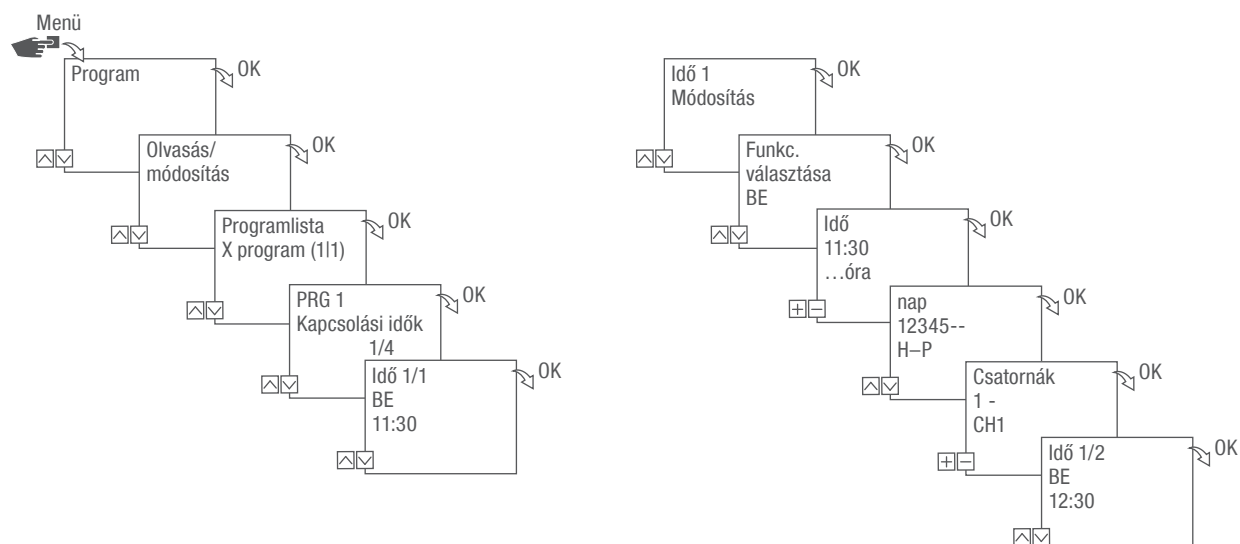 Menü
Program
OK
Olvasás/
módosítás
OK
Programlista
X program (1|1)
OK
PRG 1
Kapcsolási idők
1/4
OK
Idő 1/1
BE
11:30
OK
Idő 1
Módosítás
OK
Funkc.
választása
BE
OK
Idő
11:30
…óra
OK
nap
12345--
H–P
OK
Csatornák
1 -
CH1
OK
Idő 1/2
BE
12:30
OK